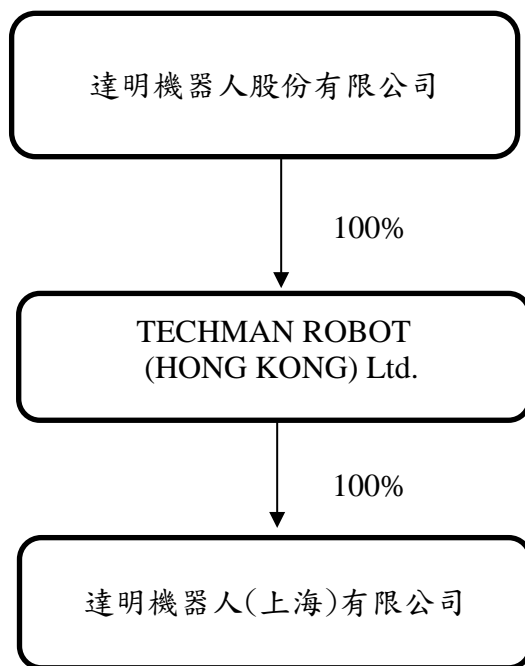 達明機器人股份有限公司
100%
TECHMAN ROBOT
(HONG KONG) Ltd.
100%
達明機器人(上海)有限公司